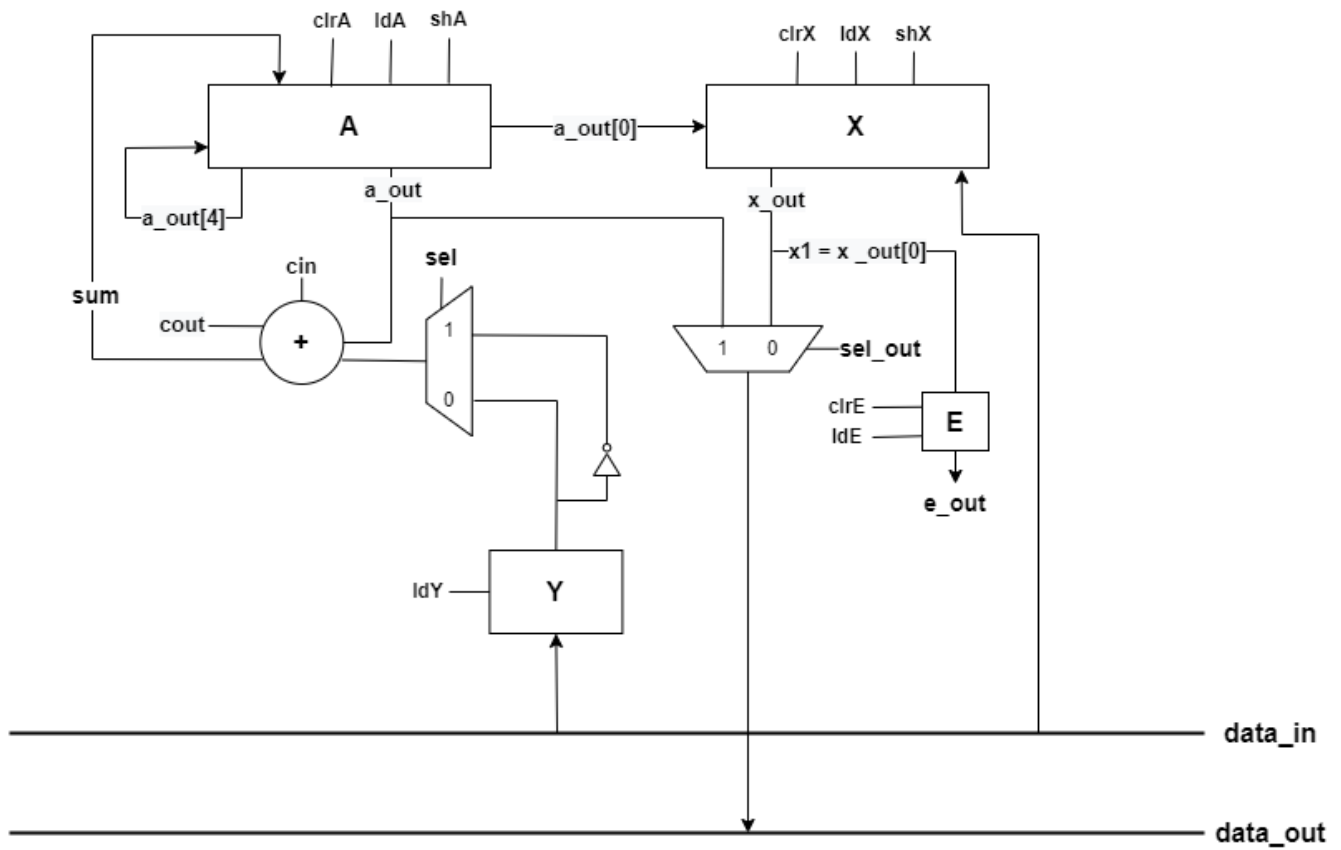 clrA ldA shA
clrX ldX shX
A
a_out[0]
X
a_out[4]
a_out
x_out
x1 = x _out[0]
sel
cin
sum
cout
+
1
0
1 0
sel_out
clrE
ldE
E
e_out
ldY
Y
data_in
data_out